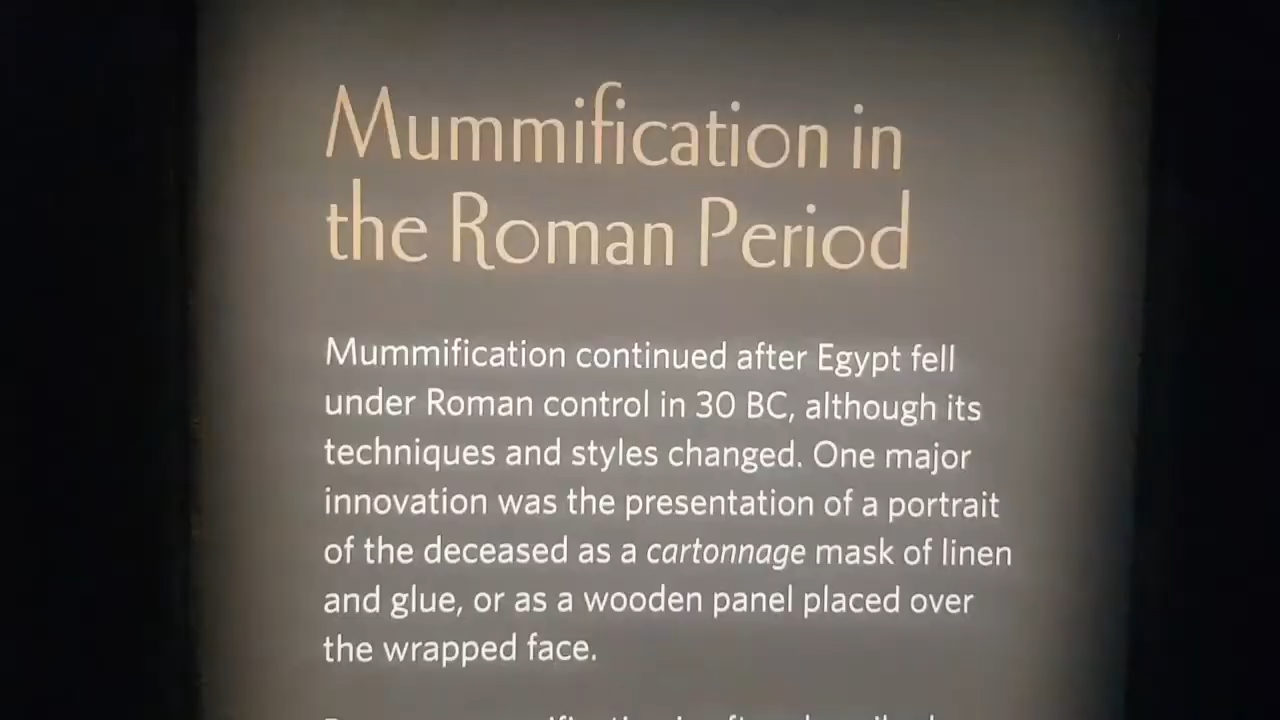 Mummification in
the Roman Period
Mummification continued after Egypt fell
under Roman control in 30 BC, although its
techniques and styles changed. One major
innovation was the presentation of a portrait
of the deceased as a cartonnage mask of linen
and glue, or as a wooden panel placed over
the wrapped face.